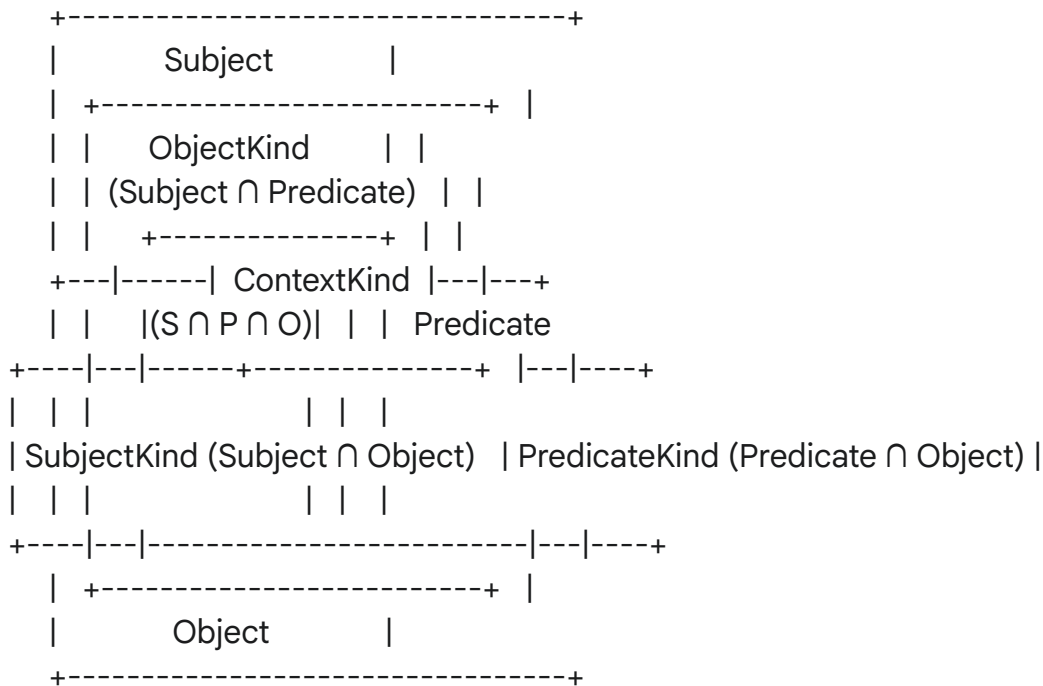 Subject
ObjectKind
(Subject ∩ Predicate)
ContextKind
(S ∩ P ∩ O)
Predicate
SubjectKind (Subject ∩ Object)
PredicateKind (Predicate ∩ Object)
Object